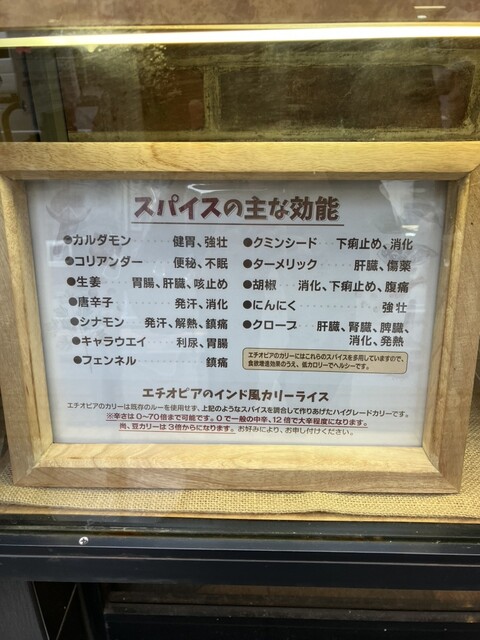 スパイスの主な効能
●カルダモン 健胃、強壮
●コリアンダー 便秘、不眠
●生姜 胃腸、肝臓、咳止め
●唐辛子 発汗、消化
●シナモン 発汗、解熱、鎮痛
●キャラウエイ 利尿、胃腸
●フェンネル 鎮痛
●クミンシード 下痢止め、消化
●ターメリック 肝臓、傷薬
●胡椒 消化、下痢止め、腹痛
●にんにく 強壮
●クローブ 肝臓、腎臓、脾臓、
消化、発熱
エチオピアのカリーにはこれらのスパイスを多用していますので、
食欲増進効果のうえ、低カロリーでヘルシーです。
エチオピアのインド風カリーライス
エチオピアのカリーは既存のルーを使用せず、上記のようなスパイスを調合して作りあげたハイグレードカリーです。
※辛さは0〜70倍まで可能です。0で一般の中辛、12倍で大辛程度になります。
尚、豆カリーは3倍からになります。お好みにより、お申し付けください。